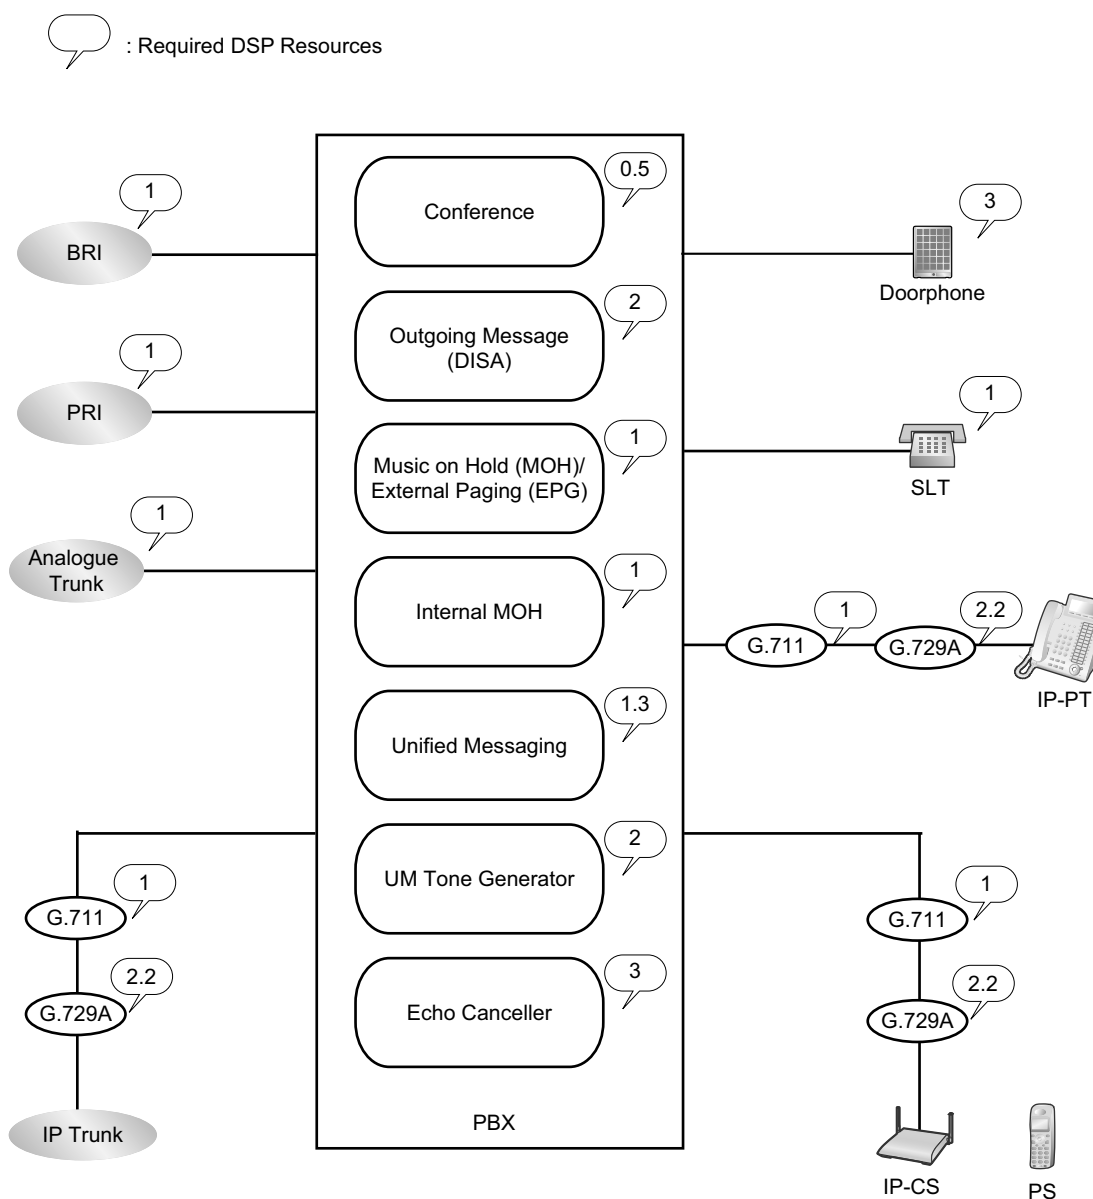 : Required DSP Resources
0.5
Conference
1
BRI
3
Doorphone
2
Outgoing Message
(DISA)
1
PRI
1
Music on Hold (MOH)/
External Paging (EPG)
1
SLT
1
Analogue
Trunk
1
Internal MOH
1
2.2
G.711
G.729A
IP-PT
1.3
Unified Messaging
2
UM Tone Generator
1
G.711
2.2
G.729A
IP Trunk
3
Echo Canceller
PBX
1
G.711
2.2
G.729A
IP-CS
PS